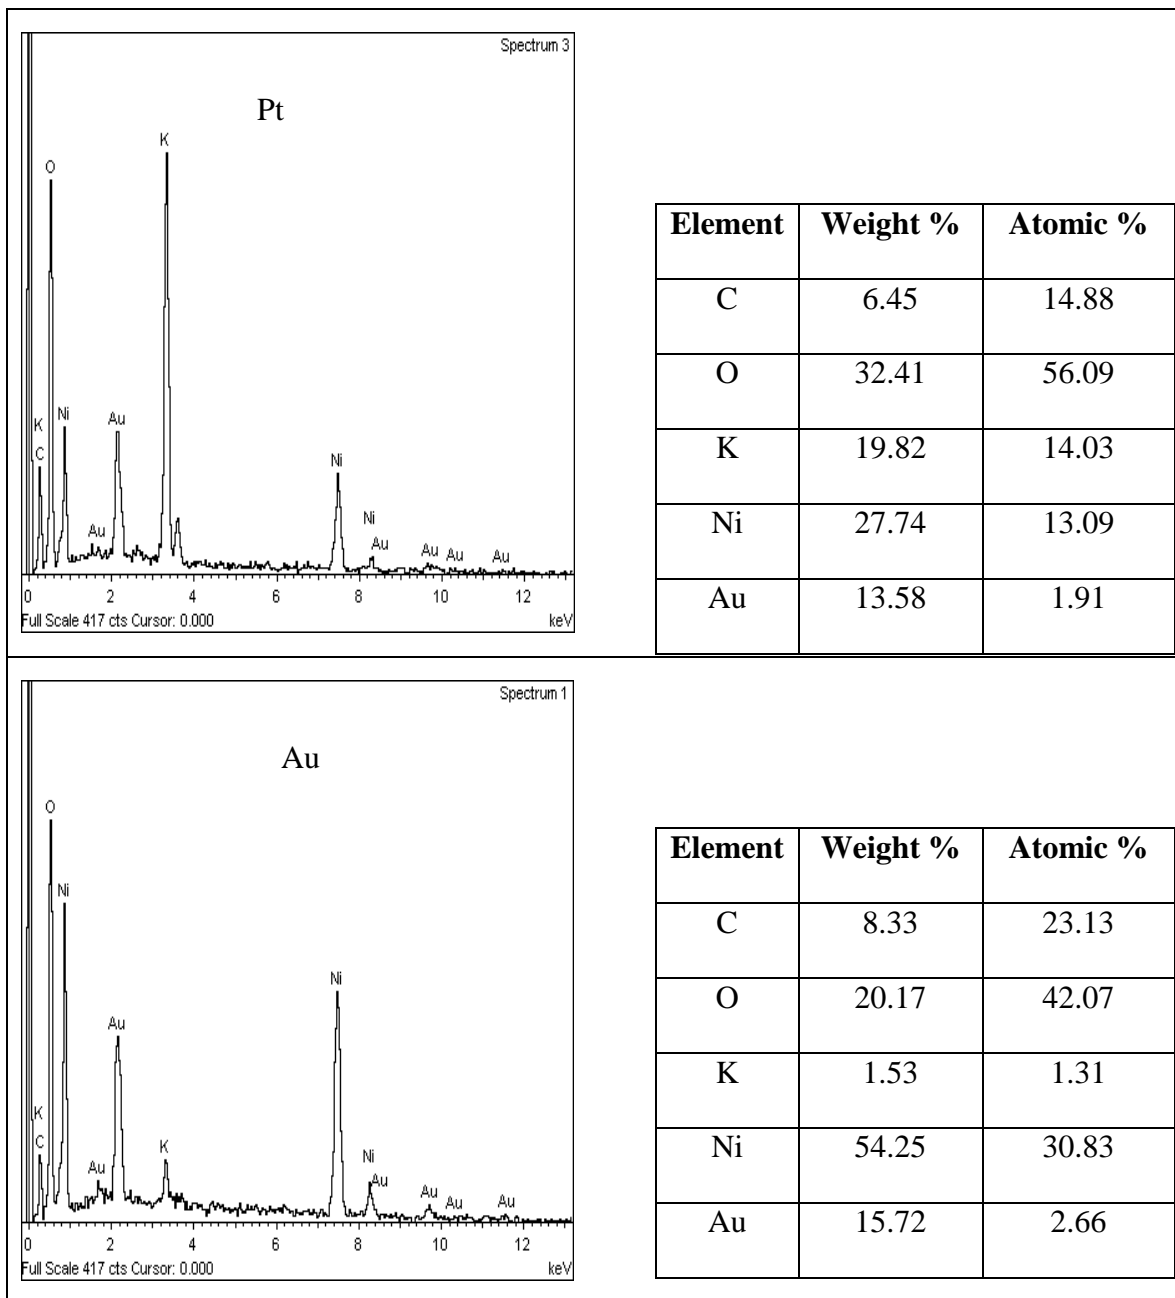 Spectrum 3
Pt
K
O
K
C
Ni
Au
Au
Ni
Ni
Au
Au
Au
Au
0 2 4 6 8 10 12
Full Scale 417 cts Cursor: 0.000 keV
Element Weight % Atomic %
C 6.45 14.88
O 32.41 56.09
K 19.82 14.03
Ni 27.74 13.09
Au 13.58 1.91
Spectrum 1
Au
O
Ni
K
C
Au
Au
K
Ni
Ni
Au
Au
Au
Au
0 2 4 6 8 10 12
Full Scale 417 cts Cursor: 0.000 keV
Element Weight % Atomic %
C 8.33 23.13
O 20.17 42.07
K 1.53 1.31
Ni 54.25 30.83
Au 15.72 2.66